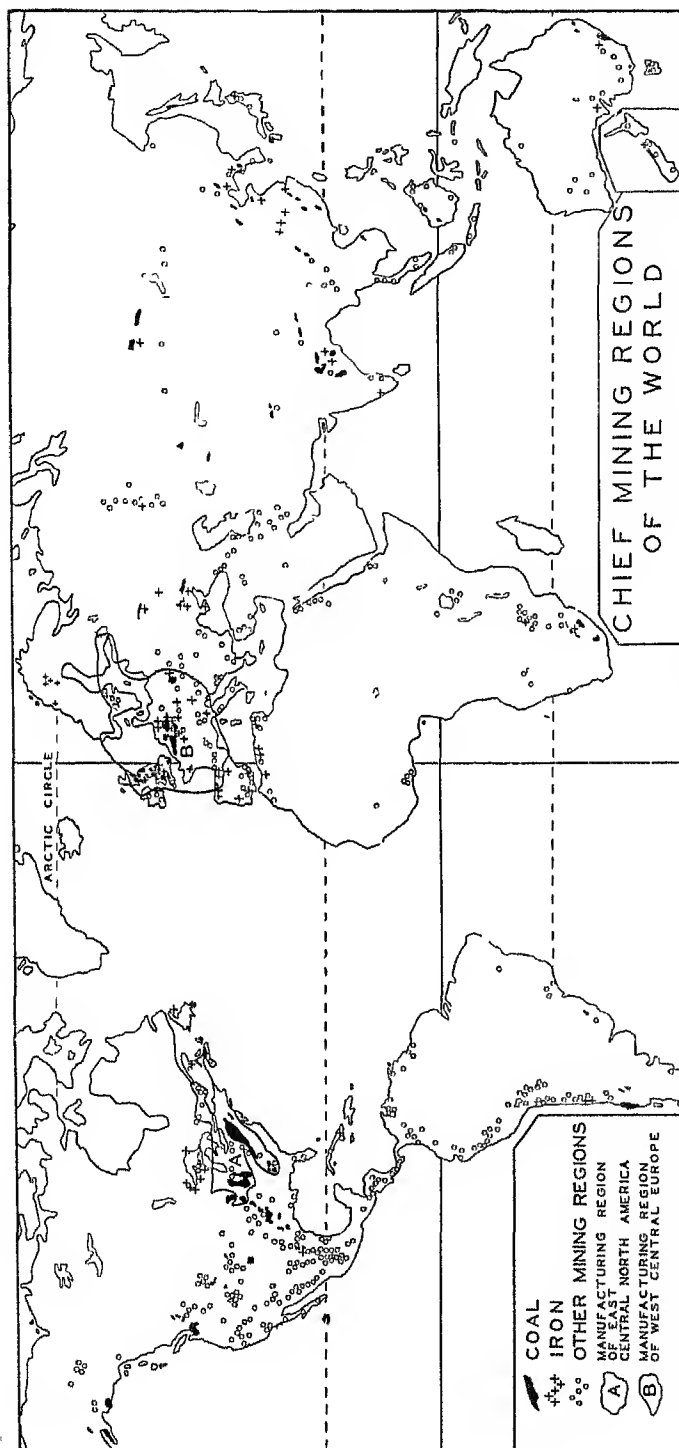 ARCTIC CIRCLE
A
B
CHIEF MINING REGIONS
OF THE WORLD
COAL
IRON
OTHER MINING REGIONS
A
MANUFACTURING REGION
OF EAST
CENTRAL NORTH AMERICA
B
MANUFACTURING REGION
OF WEST CENTRAL EUROPE